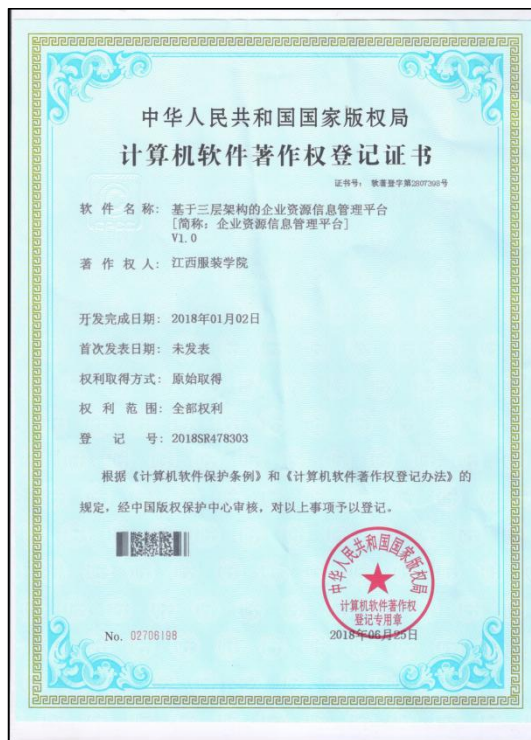 中华人民共和国国家版权局
计算机软件著作权登记证书
证书号: 软著登字第2807398号
软件名称: 基于三层架构的企业资源信息管理平台
[简称: 企业资源信息管理平台]
V1.0
著作权人: 江西服装学院
开发完成日期: 2018年01月02日
首次发表日期: 未发表
权利取得方式: 原始取得
权利范围: 全部权利
登记号: 2018SR478303
根据《计算机软件保护条例》和《计算机软件著作权登记办法》的
规定,经中国版权保护中心审核,对以上事项予以登记。
中华人民共和国国家版权局
计算机软件著作权
登记专用章
No. 02706198
2018年06月25日